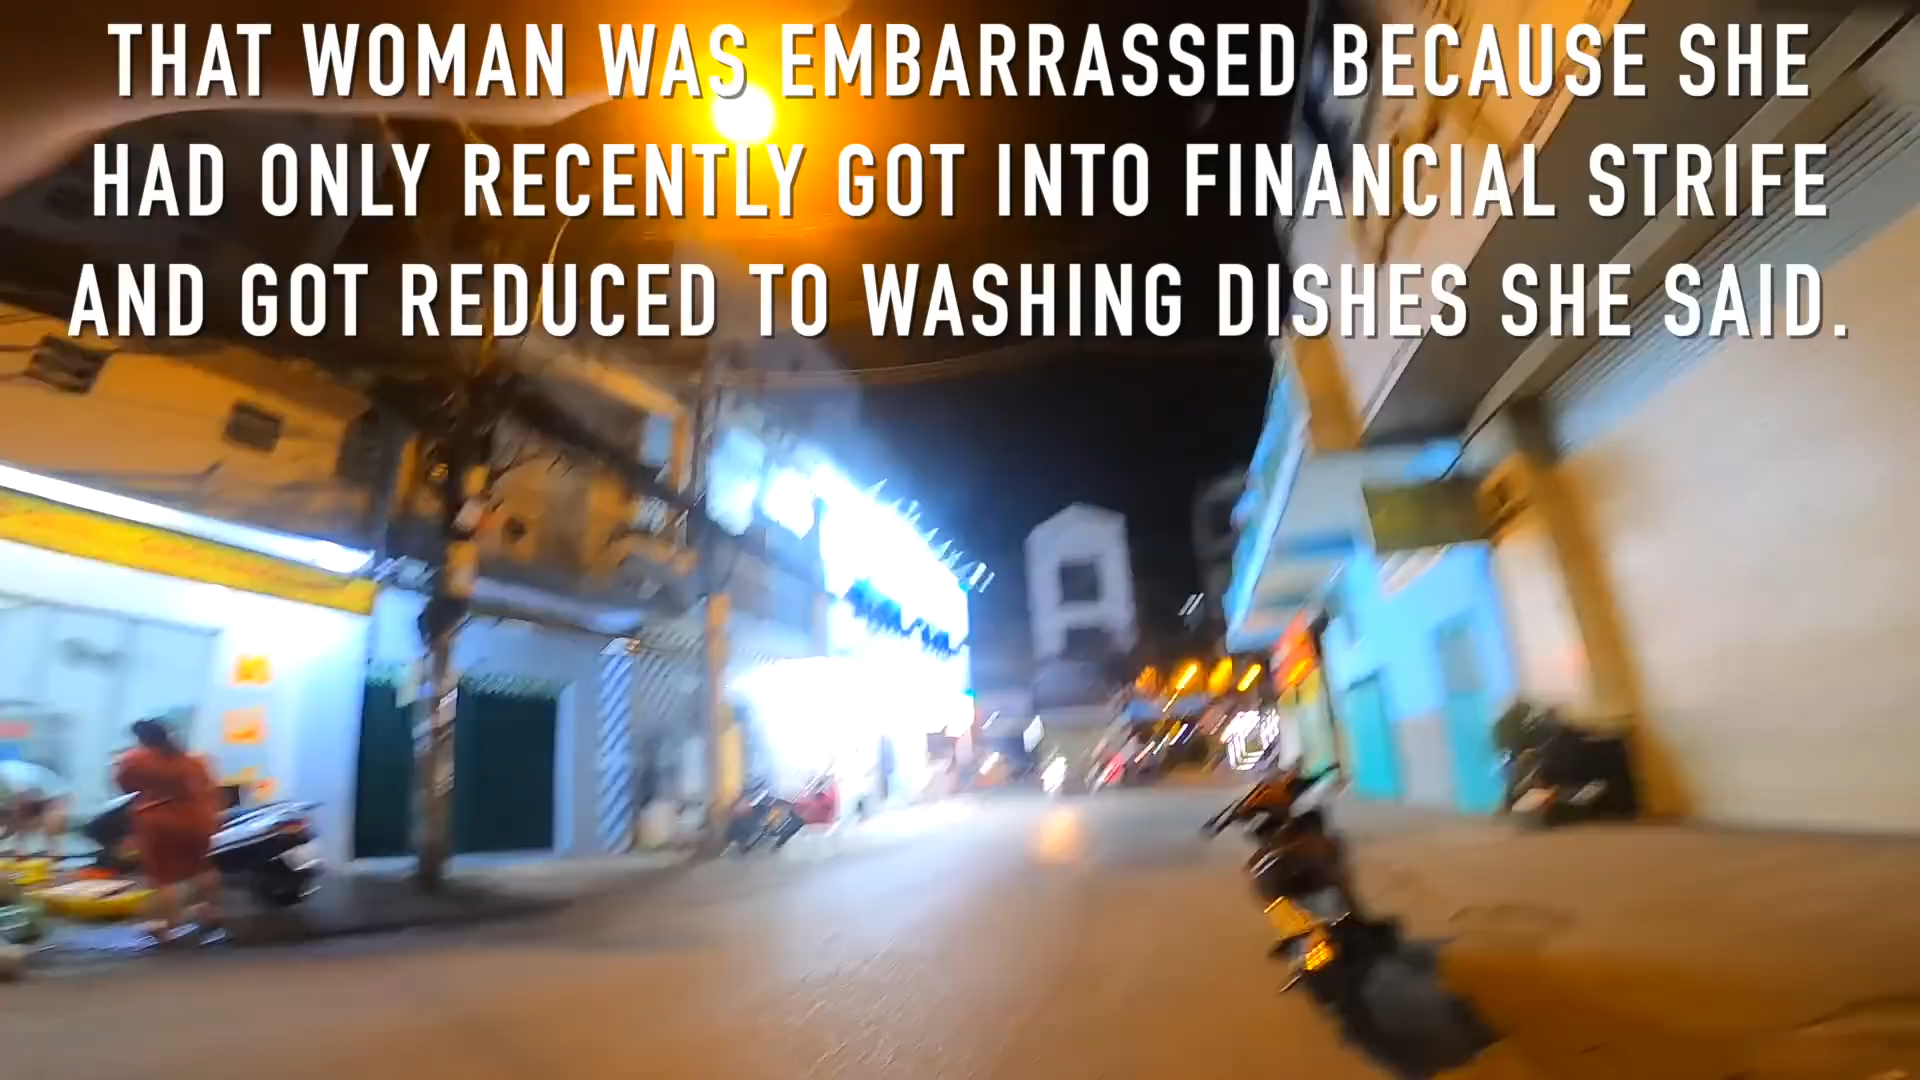 THAT WOMAN WAS EMBARRASSED BECAUSE SHE
HAD ONLY RECENTLY GOT INTO FINANCIAL STRIFE
AND GOT REDUCED TO WASHING DISHES SHE SAID.